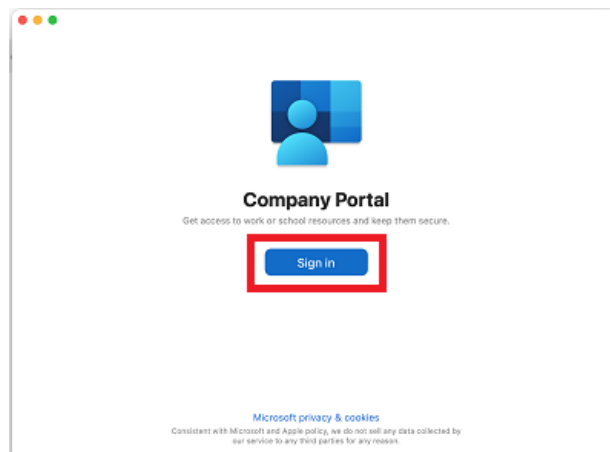 Company Portal
Get access to work or school resources and keep them secure.
Sign in
Microsoft privacy & cookies
Consistent with Microsoft and Apple policy, we do not sell any data collected by
our service to any third parties for any reason.